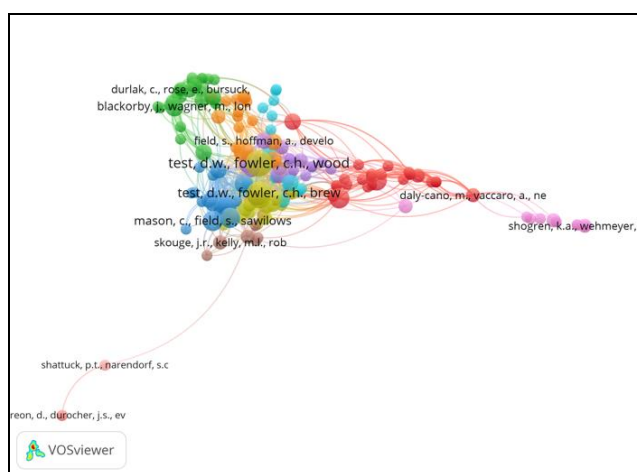 durlak, c., rose, e., bursuck,
blackorby, j., wagner, m., lon
field, s., hoffman, a., develo
test, d.w., fowler, c.h., wood
test, d.w., fowler, c.h., brew
daly-cano, m., vaccaro, a., ne
mason, c., field, s., sawilows
shogren, k.a., wehmeyer,
skouge, j.r., kelly, m.l., rob
shattuck, p.t., narendorf, s.c
reon, d., durocher, j.s., ev
VOSviewer